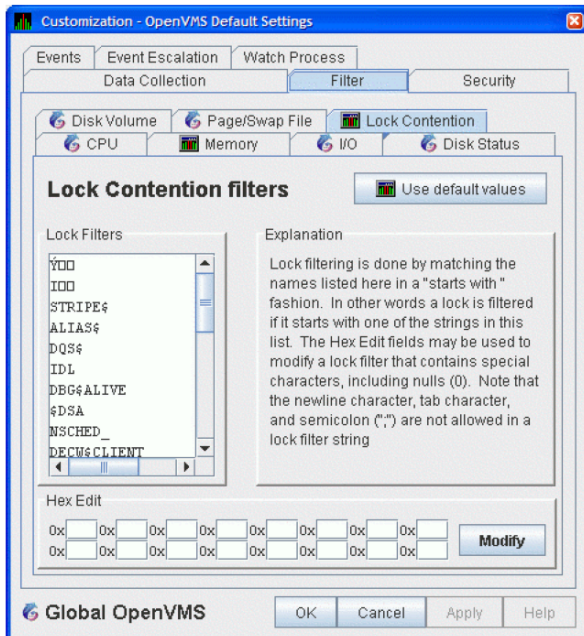 Customization - OpenVMS Default Settings
Events Event Escalation Watch Process
Data Collection Filter Security
Disk Volume Page/Swap File Lock Contention
CPU Memory I/O Disk Status
Lock Contention filters
Use default values
Lock Filters
Ý□□
I□□
STRIPE$
ALIAS$
DQS$
IDL
DBG$ALIVE
$DSA
NSCHED_
DECW$CLIENT
Explanation
Lock filtering is done by matching the
names listed here in a "starts with "
fashion. In other words a lock is filtered
if it starts with one of the strings in this
list. The Hex Edit fields may be used to
modify a lock filter that contains special
characters, including nulls (0). Note that
the newline character, tab character,
and semicolon (";") are not allowed in a
lock filter string
Hex Edit
0x 0x 0x 0x 0x 0x 0x 0x
0x 0x 0x 0x 0x 0x 0x 0x
Modify
Global OpenVMS
OK Cancel Apply Help